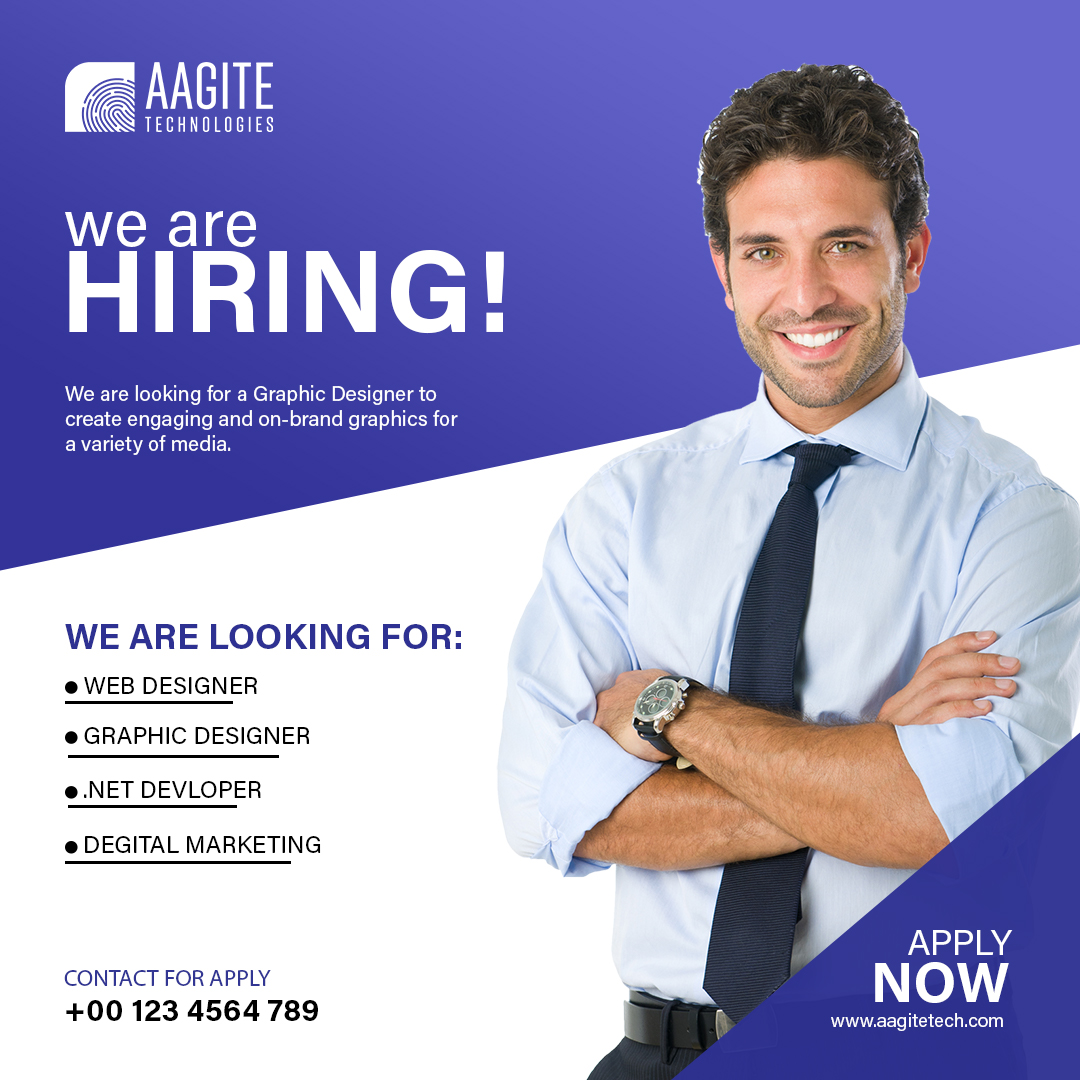 AAGITE
TECHNOLOGIES
we are
HIRING!
We are looking for a Graphic Designer to
create engaging and on-brand graphics for
a variety of media.
WE ARE LOOKING FOR:
● WEB DESIGNER
● GRAPHIC DESIGNER
● .NET DEVLOPER
● DEGITAL MARKETING
CONTACT FOR APPLY
+00 123 4564 789
APPLY
NOW
www.aagitetech.com